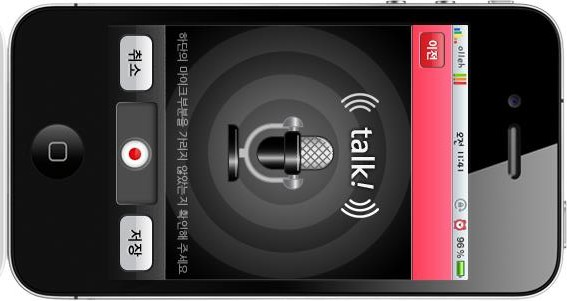 olleh 오전 11:41 96%
이전
talk!
하단의 마이크부분을 가리지 않았는지 확인해 주세요
취소
저장